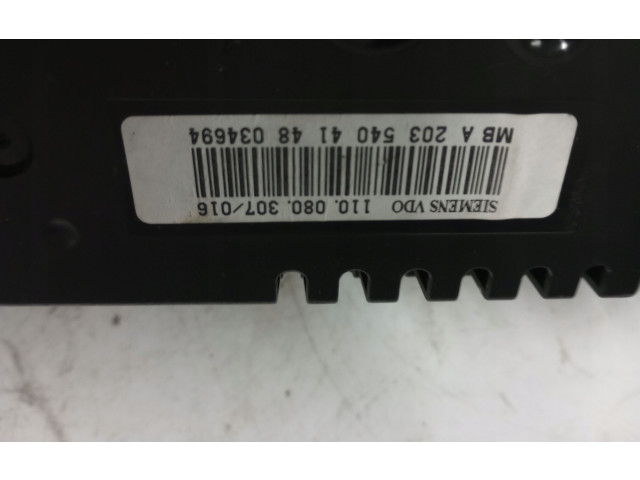 SIEMENS VDO 110. 080. 307/016
MB A 203 540 41 48 034694